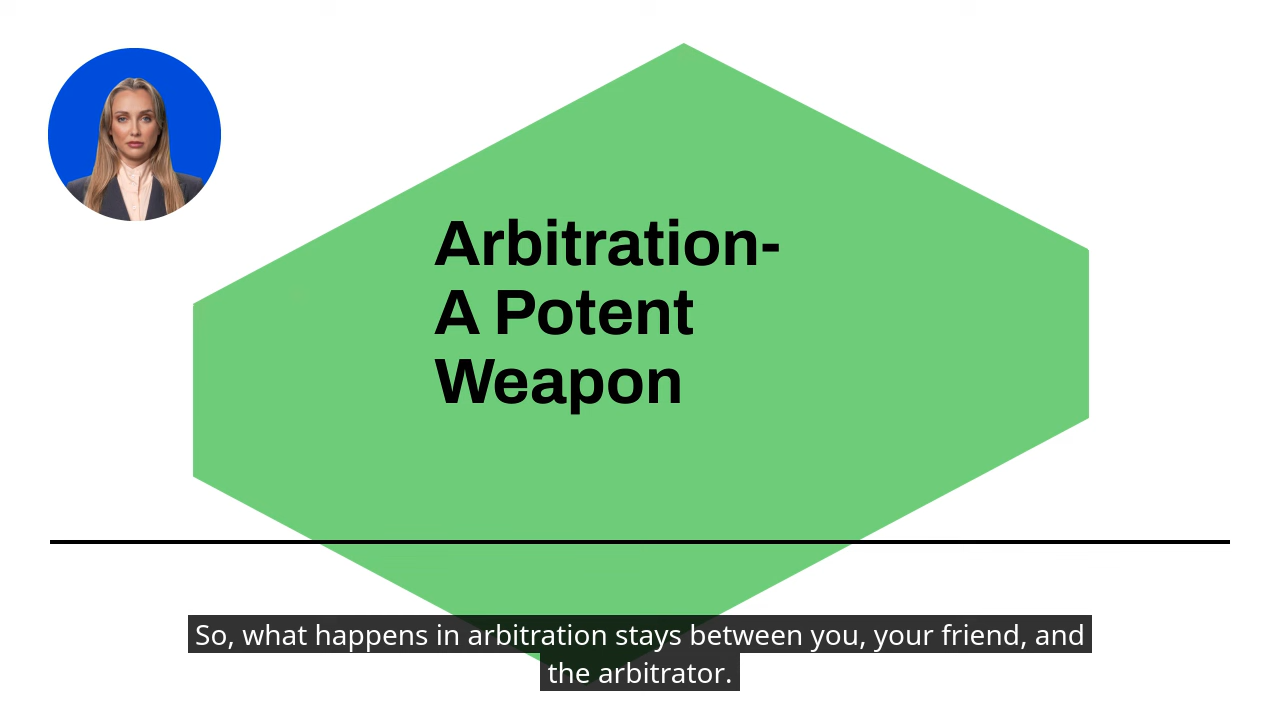 Arbitration-
A Potent
Weapon
So, what happens in arbitration stays between you, your friend, and
the arbitrator.